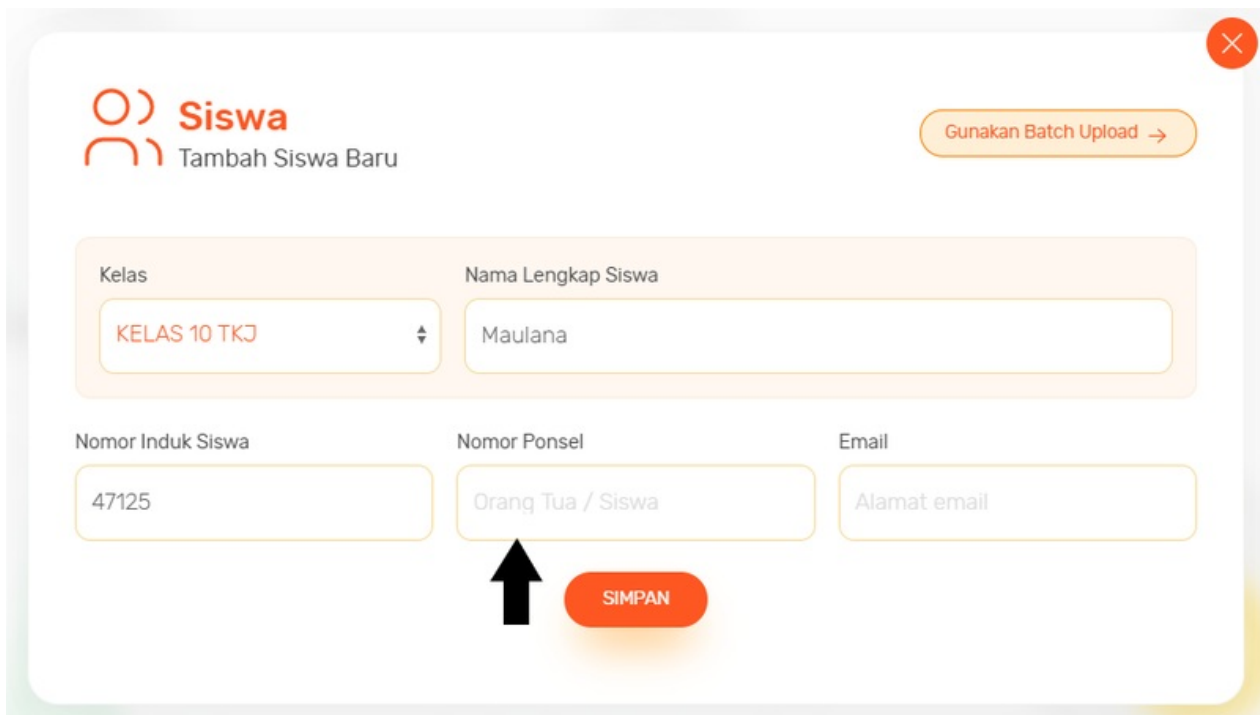 Siswa
Tambah Siswa Baru
Gunakan Batch Upload →
Kelas
Nama Lengkap Siswa
KELAS 10 TKJ
Maulana
Nomor Induk Siswa
Nomor Ponsel
Email
47125
Orang Tua / Siswa
Alamat email
SIMPAN